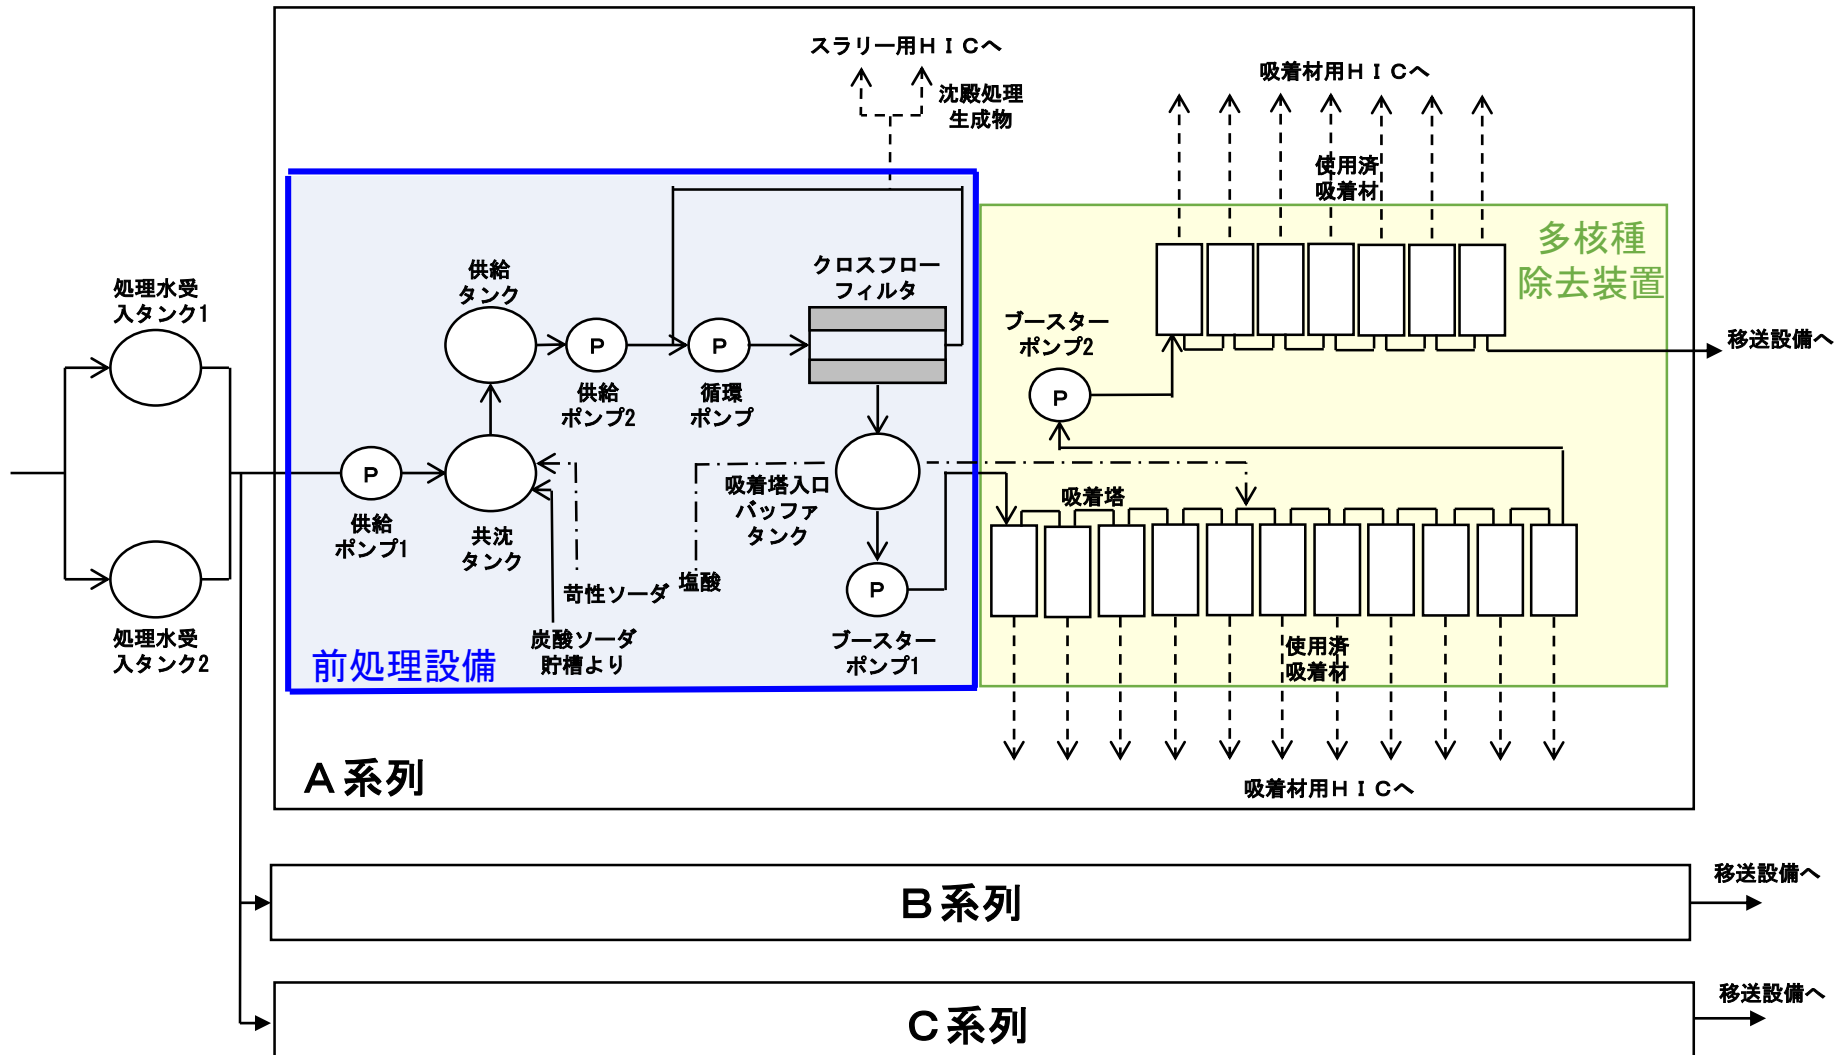 スラリー用ＨＩＣへ
沈殿処理
生成物
吸着材用ＨＩＣへ
使用済
吸着材
多核種
除去装置
処理水受
入タンク1
供給
タンク
P
供給
ポンプ2
P
循環
ポンプ
クロスフロー
フィルタ
ブースター
ポンプ2
P
移送設備へ
P
供給
ポンプ1
共沈
タンク
吸着塔入口
バッファ
タンク
吸着塔
苛性ソーダ
塩酸
炭酸ソーダ
貯槽より
P
ブースター
ポンプ1
処理水受
入タンク2
前処理設備
使用済
吸着材
吸着材用ＨＩＣへ
Ａ系列
Ｂ系列
移送設備へ
Ｃ系列
移送設備へ